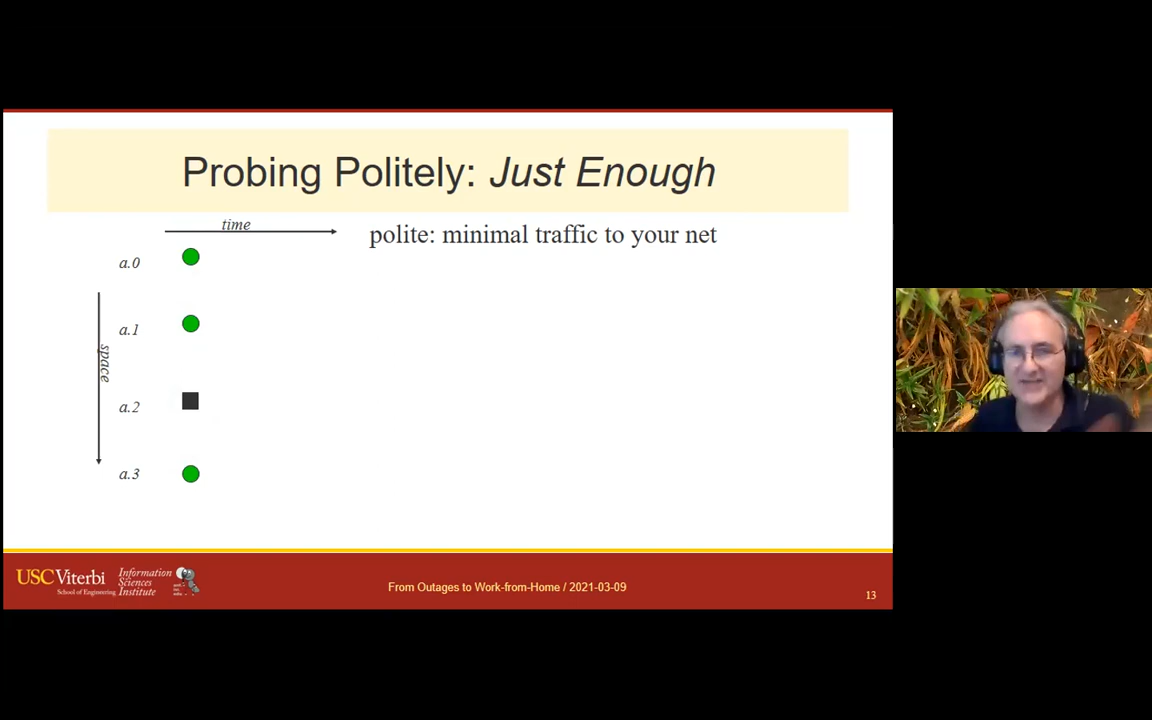 Probing Politely: Just Enough
time
polite: minimal traffic to your net
a.0
a.1
space
a.2
a.3
USC Viterbi
School of Engineering
Information
Sciences
Institute
From Outages to Work-from-Home / 2021-03-09
13